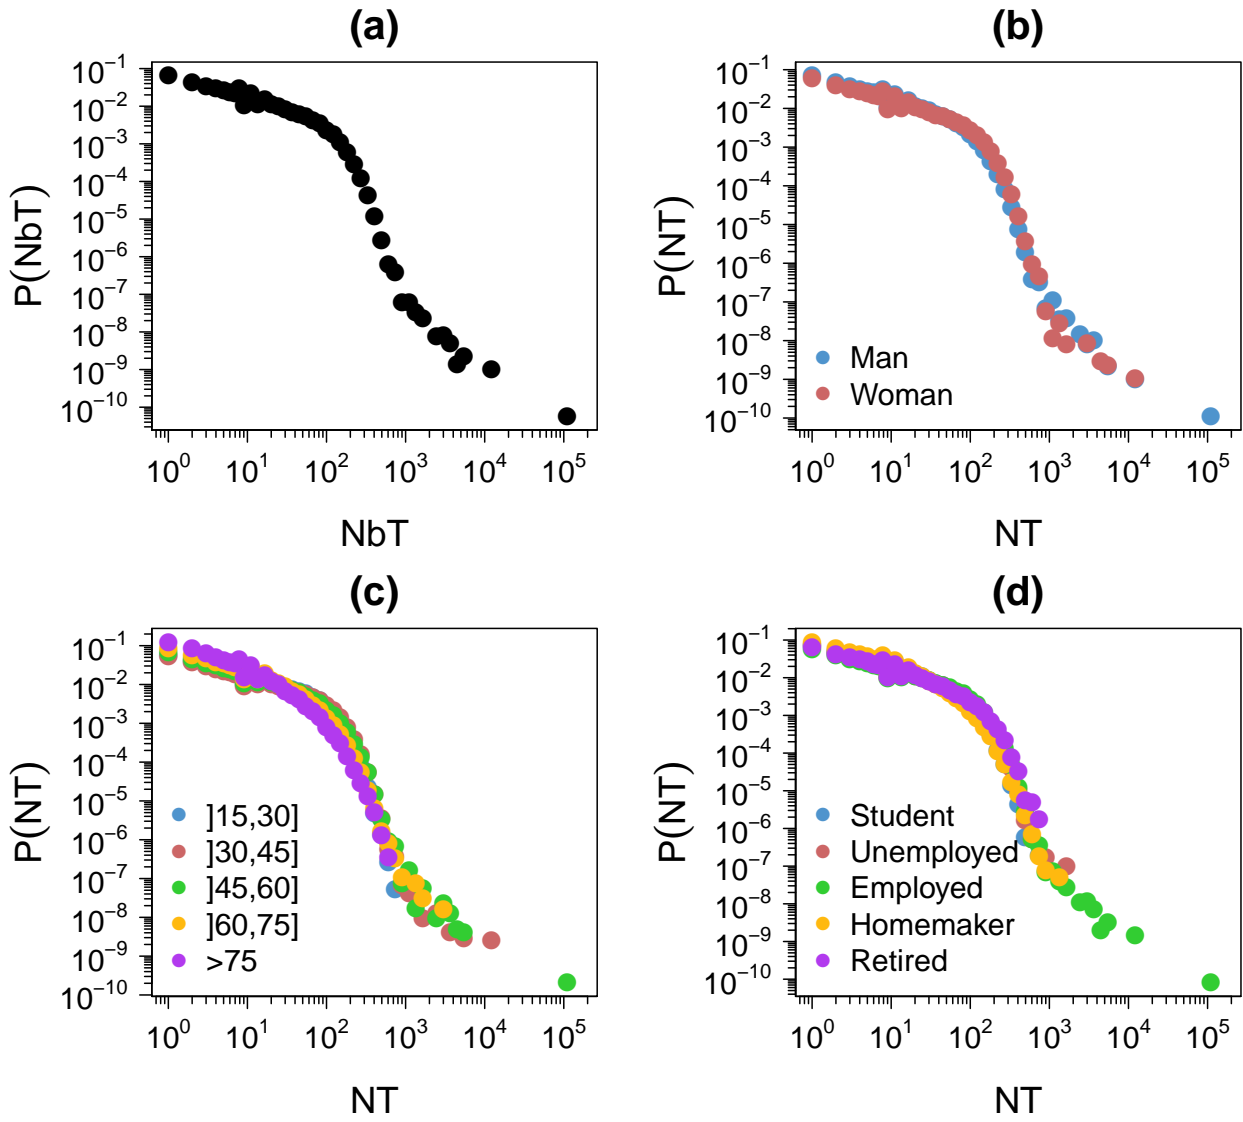 (a)
P(NbT)
10⁻¹
10⁻²
10⁻³
10⁻⁴
10⁻⁵
10⁻⁶
10⁻⁷
10⁻⁸
10⁻⁹
10⁻¹⁰
10⁰ 10¹ 10² 10³ 10⁴ 10⁵
NbT
(b)
P(NT)
10⁻¹
10⁻²
10⁻³
10⁻⁴
10⁻⁵
10⁻⁶
10⁻⁷
10⁻⁸
10⁻⁹
10⁻¹⁰
Man
Woman
10⁰ 10¹ 10² 10³ 10⁴ 10⁵
NT
(c)
P(NT)
10⁻¹
10⁻²
10⁻³
10⁻⁴
10⁻⁵
10⁻⁶
10⁻⁷
10⁻⁸
10⁻⁹
10⁻¹⁰
]15,30]
]30,45]
]45,60]
]60,75]
>75
10⁰ 10¹ 10² 10³ 10⁴ 10⁵
NT
(d)
P(NT)
10⁻¹
10⁻²
10⁻³
10⁻⁴
10⁻⁵
10⁻⁶
10⁻⁷
10⁻⁸
10⁻⁹
10⁻¹⁰
Student
Unemployed
Employed
Homemaker
Retired
10⁰ 10¹ 10² 10³ 10⁴ 10⁵
NT